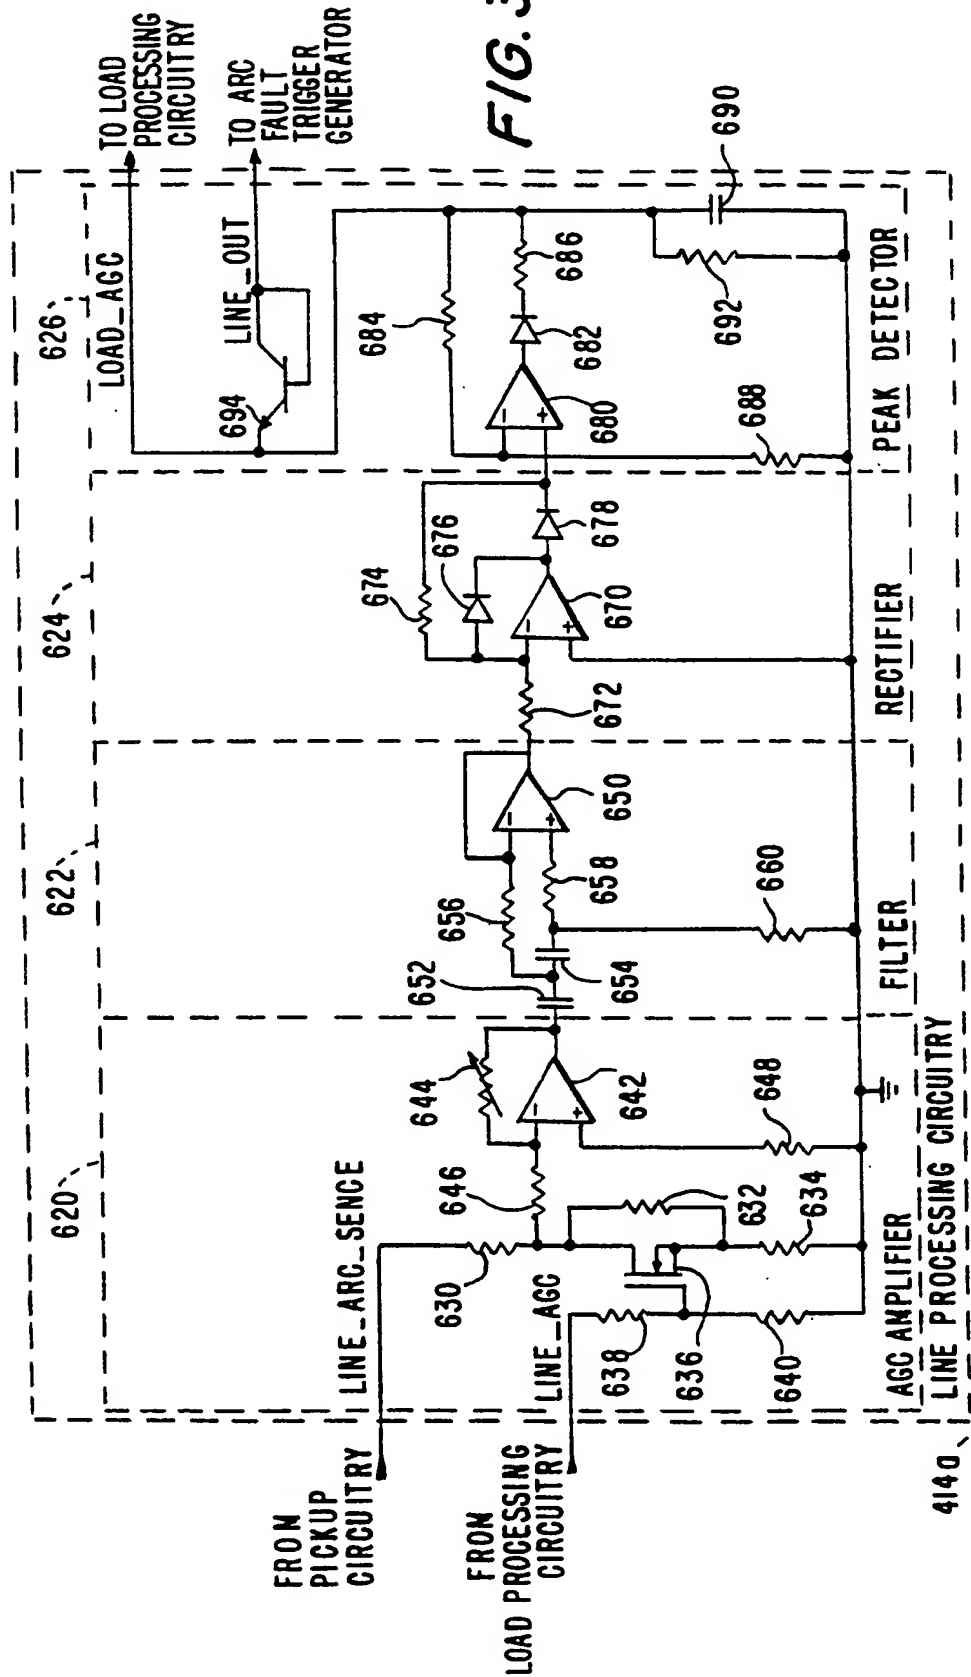 FIG. 3
TO LOAD
PROCESSING
CIRCUITRY
TO ARC
FAULT
TRIGGER
GENERATOR
626
LOAD_AGC
LINE_OUT
694
684
686
682
680
688
692
690
PEAK DETECTOR
624
674
676
678
670
672
RECTIFIER
622
656
652
654
650
658
660
FILTER
620
LINE_ARC_SENCE
644
646
642
648
630
632
634
LINE_AGC
638
636
640
AGC AMPLIFIER
LINE PROCESSING CIRCUITRY
FROM
PICKUP
CIRCUITRY
FROM
LOAD PROCESSING
CIRCUITRY
414a